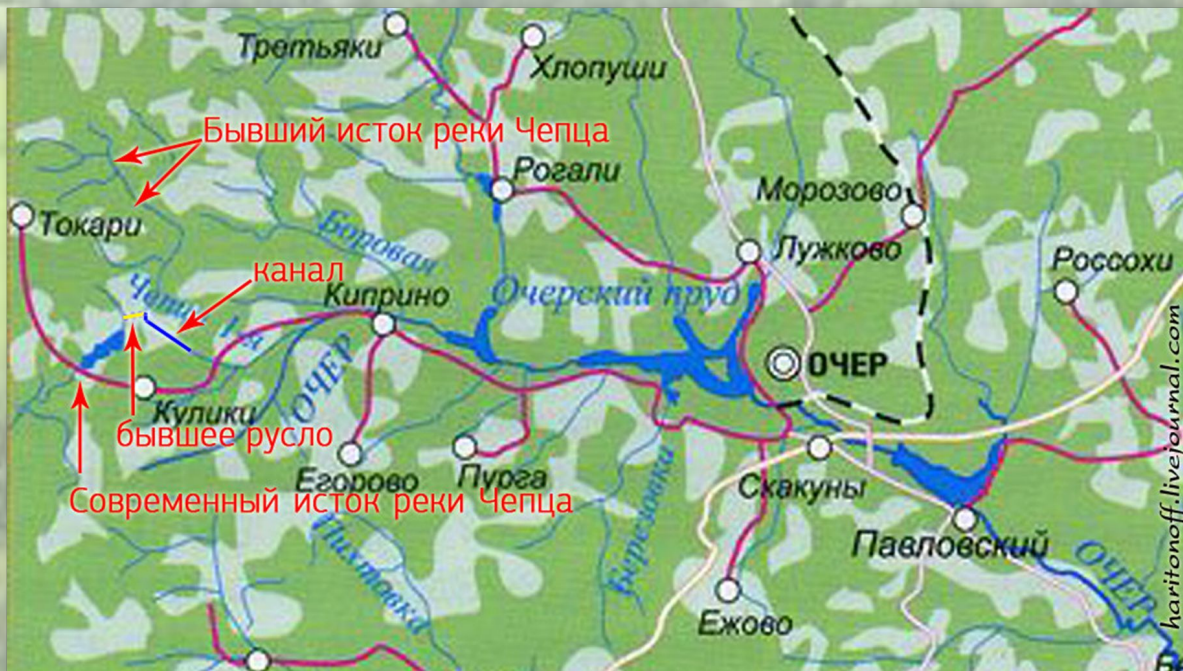 Третьяки
Хлопуши
Бывший исток реки Чепца
Рогали
Морозово
Токари
Боровая
Лужково
Россохи
канал
Киприно
Очерский пруд
ОЧЕР
ОЧЕР
Кулики
бывшее русло
Егорово
Пурга
Березовка
Скакуны
Современный исток реки Чепца
Павловский
Пихтовка
ОЧЕР
Ежово
haritonoff.livejournal.com